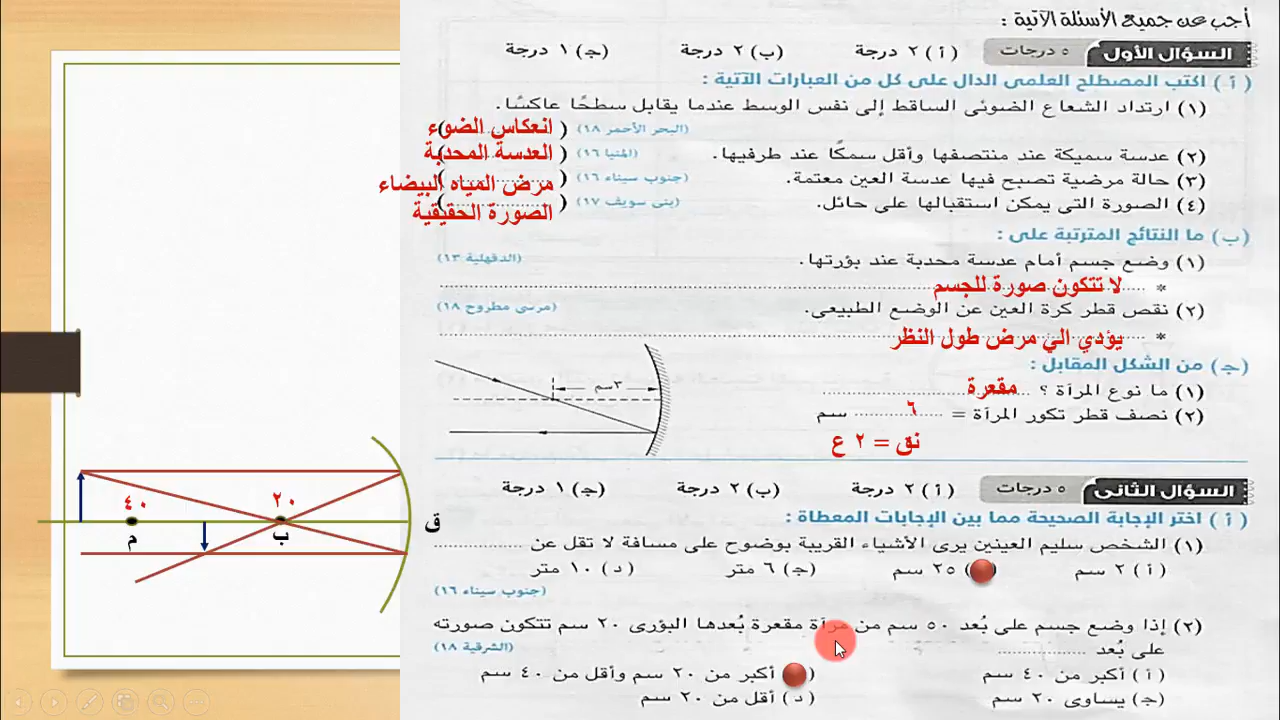 أجب عن جميع الأسئلة الآتية :
السؤال الأول ٥ درجات (أ) ٢ درجة (ب) ٢ درجة (جـ) ١ درجة
(أ) اكتب المصطلح العلمى الدال على كل من العبارات الآتية :
(١) ارتداد الشعاع الضوئى الساقط إلى نفس الوسط عندما يقابل سطحًا عاكسًا.
(البحر الأحمر ١٨) ( انعكاس الضوء )
(٢) عدسة سميكة عند منتصفها وأقل سمكًا عند طرفيها. (المنيا ١٦) ( العدسة المحدبة )
(٣) حالة مرضية تصبح فيها عدسة العين معتمة. (جنوب سيناء ١٦) ( مرض المياه البيضاء )
(٤) الصورة التى يمكن استقبالها على حائل. (بنى سويف ١٧) ( الصورة الحقيقية )
(ب) ما النتائج المترتبة على :
(١) وضع جسم أمام عدسة محدبة عند بؤرتها. (الدقهلية ١٣)
* لا تتكون صورة للجسم
(٢) نقص قطر كرة العين عن الوضع الطبيعى. (مرسى مطروح ١٨)
* يؤدي الي مرض طول النظر
(جـ) من الشكل المقابل :
(١) ما نوع المرآة ؟ مقعرة
(٢) نصف قطر تكور المرآة = ٦ سم
نق = ٢ ع
٣ سم
السؤال الثانى ٥ درجات (أ) ٢ درجة (ب) ٢ درجة (جـ) ١ درجة
(أ) اختر الإجابة الصحيحة مما بين الإجابات المعطاة :
(١) الشخص سليم العينين يرى الأشياء القريبة بوضوح على مسافة لا تقل عن ..........
(أ) ٢ سم ( ٢٥ سم (جـ) ٦ متر (د) ١٠ متر
(جنوب سيناء ١٦)
(٢) إذا وضع جسم على بُعد ٥٠ سم من مرآة مقعرة بُعدها البؤرى ٢٠ سم تتكون صورته
على بُعد .......... (الشرقية ١٨)
(أ) أكبر من ٤٠ سم ( أكبر من ٢٠ سم وأقل من ٤٠ سم
(جـ) يساوى ٢٠ سم (د) أقل من ٢٠ سم
٤٠ ٢٠
م ب ق